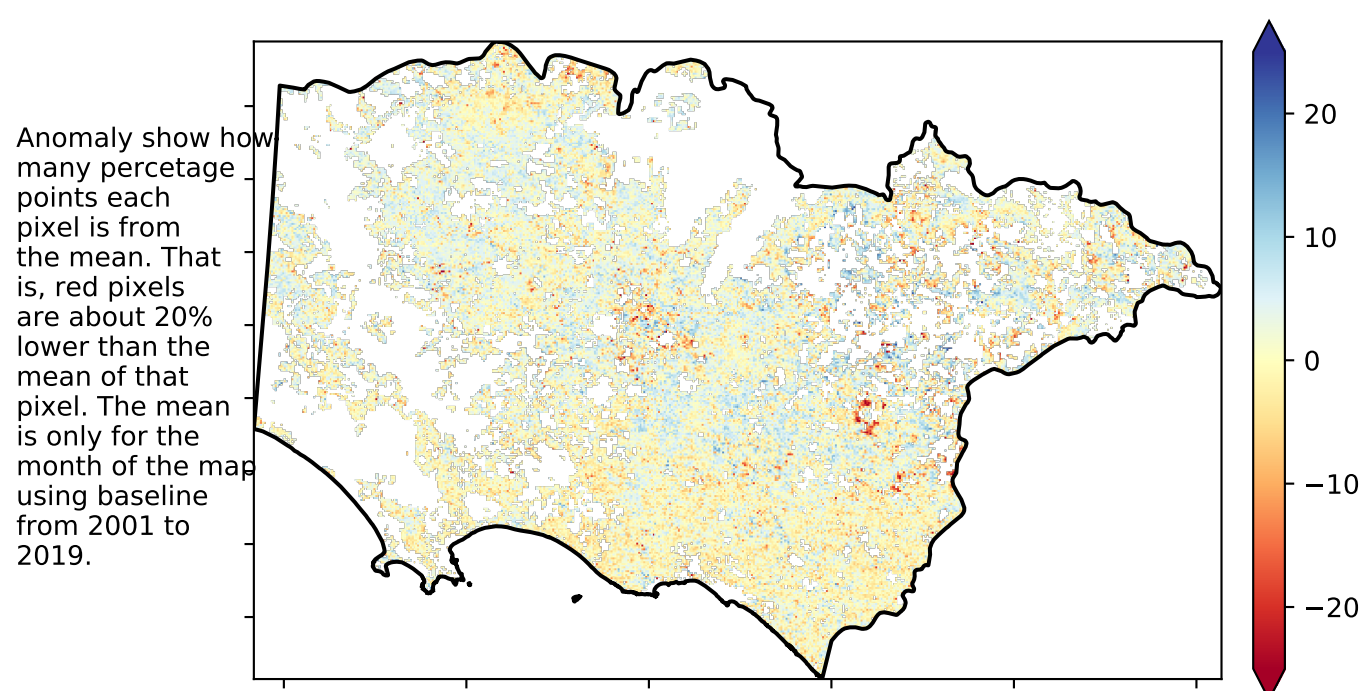 Anomaly show how
many percetage
points each
pixel is from
the mean. That
is, red pixels
are about 20%
lower than the
mean of that
pixel. The mean
is only for the
month of the map
using baseline
from 2001 to
2019.
20
10
0
−10
−20